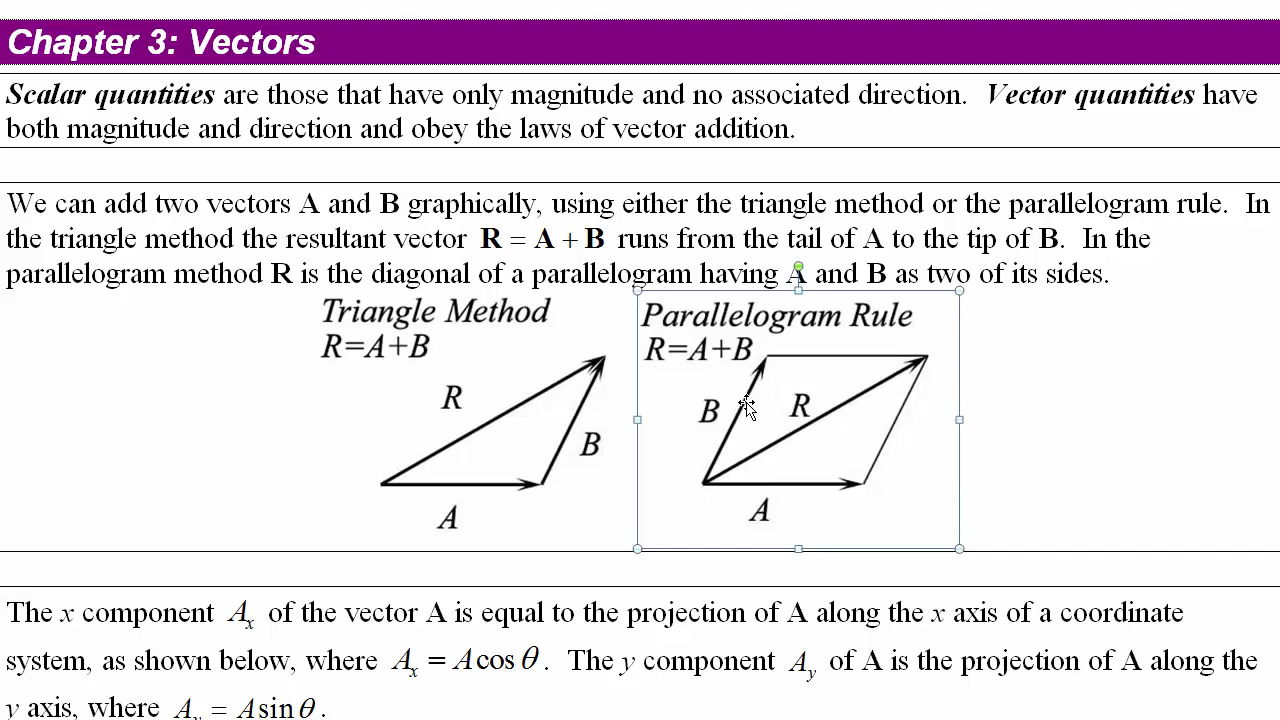 Chapter 3: Vectors
Scalar quantities are those that have only magnitude and no associated direction. Vector quantities have
both magnitude and direction and obey the laws of vector addition.
We can add two vectors A and B graphically, using either the triangle method or the parallelogram rule. In
the triangle method the resultant vector R = A + B runs from the tail of A to the tip of B. In the
parallelogram method R is the diagonal of a parallelogram having A and B as two of its sides.
Triangle Method
R=A+B
R
B
A
Parallelogram Rule
R=A+B
B
R
A
The x component Aₓ of the vector A is equal to the projection of A along the x axis of a coordinate
system, as shown below, where Aₓ = A cos θ. The y component A_y of A is the projection of A along the
y axis, where A_y = A sin θ.